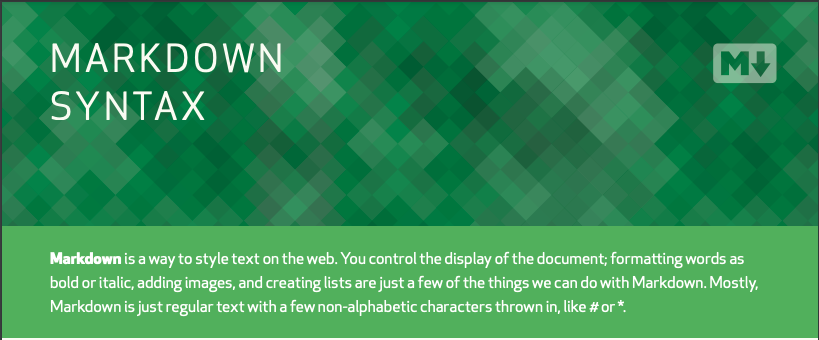 MARKDOWN
SYNTAX
M
Markdown is a way to style text on the web. You control the display of the document; formatting words as
bold or italic, adding images, and creating lists are just a few of the things we can do with Markdown. Mostly,
Markdown is just regular text with a few non-alphabetic characters thrown in, like # or *.